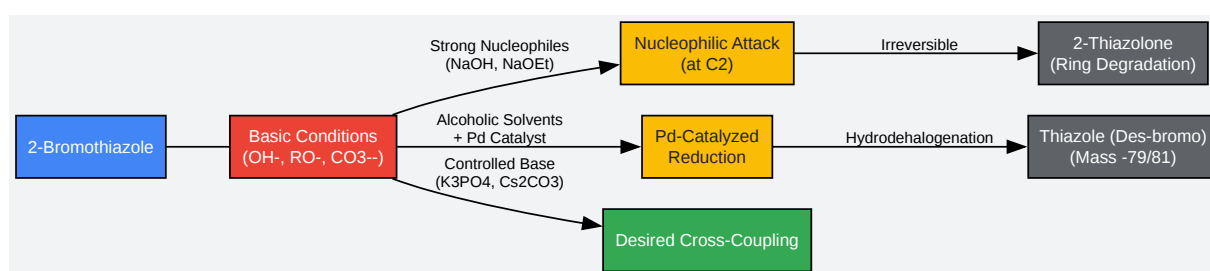 2-Bromothiazole
Basic Conditions
(OH-, RO-, CO3--)
Strong Nucleophiles
(NaOH, NaOEt)
Nucleophilic Attack
(at C2)
Irreversible
2-Thiazolone
(Ring Degradation)
Alcoholic Solvents
+ Pd Catalyst
Pd-Catalyzed
Reduction
Hydrodehalogenation
Thiazole (Des-bromo)
(Mass -79/81)
Controlled Base
(K3PO4, Cs2CO3)
Desired Cross-Coupling